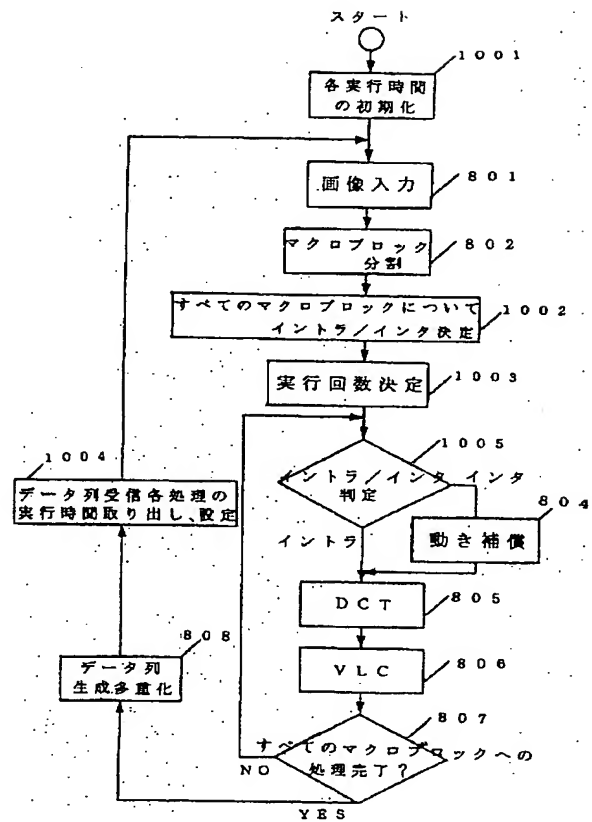 スタート
1001
各実行時間
の初期化
画像入力
801
マクロブロック
分割
802
すべてのマクロブロックについて
イントラ/インタ決定
1002
実行回数決定
1003
1005
イントラ/インタ
判定
インタ
804
動き補償
イントラ
1004
データ列受信各処理の
実行時間取り出し、設定
DCT
805
VLC
806
808
データ列
生成多重化
807
すべてのマクロブロックへの
処理完了?
NO
YES